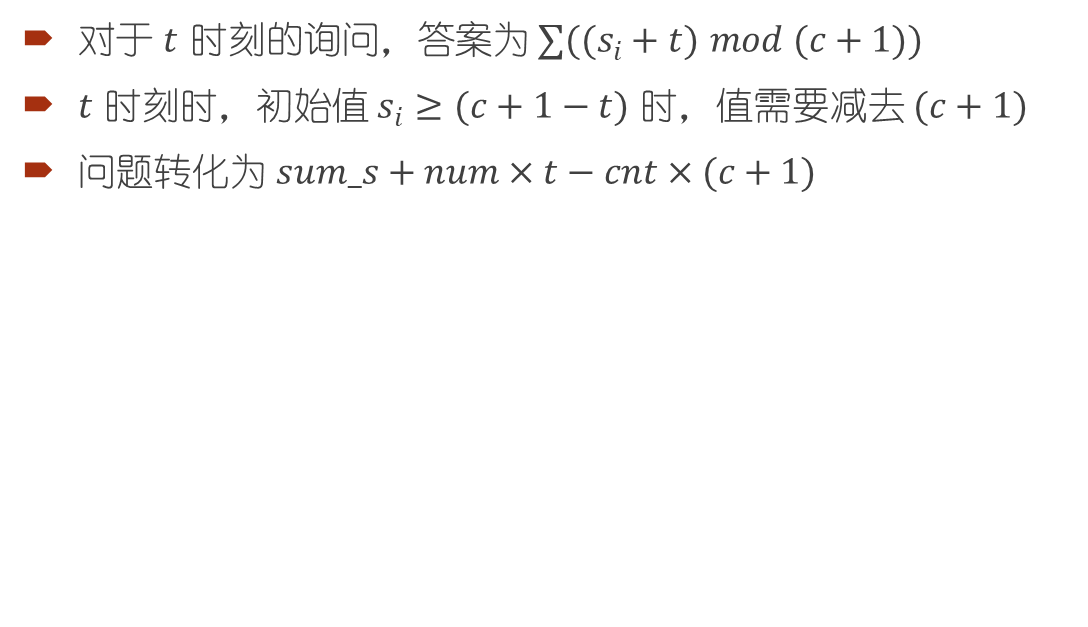 对于 t 时刻的询问，答案为 ∑((sᵢ + t) mod (c + 1))
t 时刻时，初始值 sᵢ ≥ (c + 1 − t) 时，值需要减去 (c + 1)
问题转化为 sum_s + num × t − cnt × (c + 1)